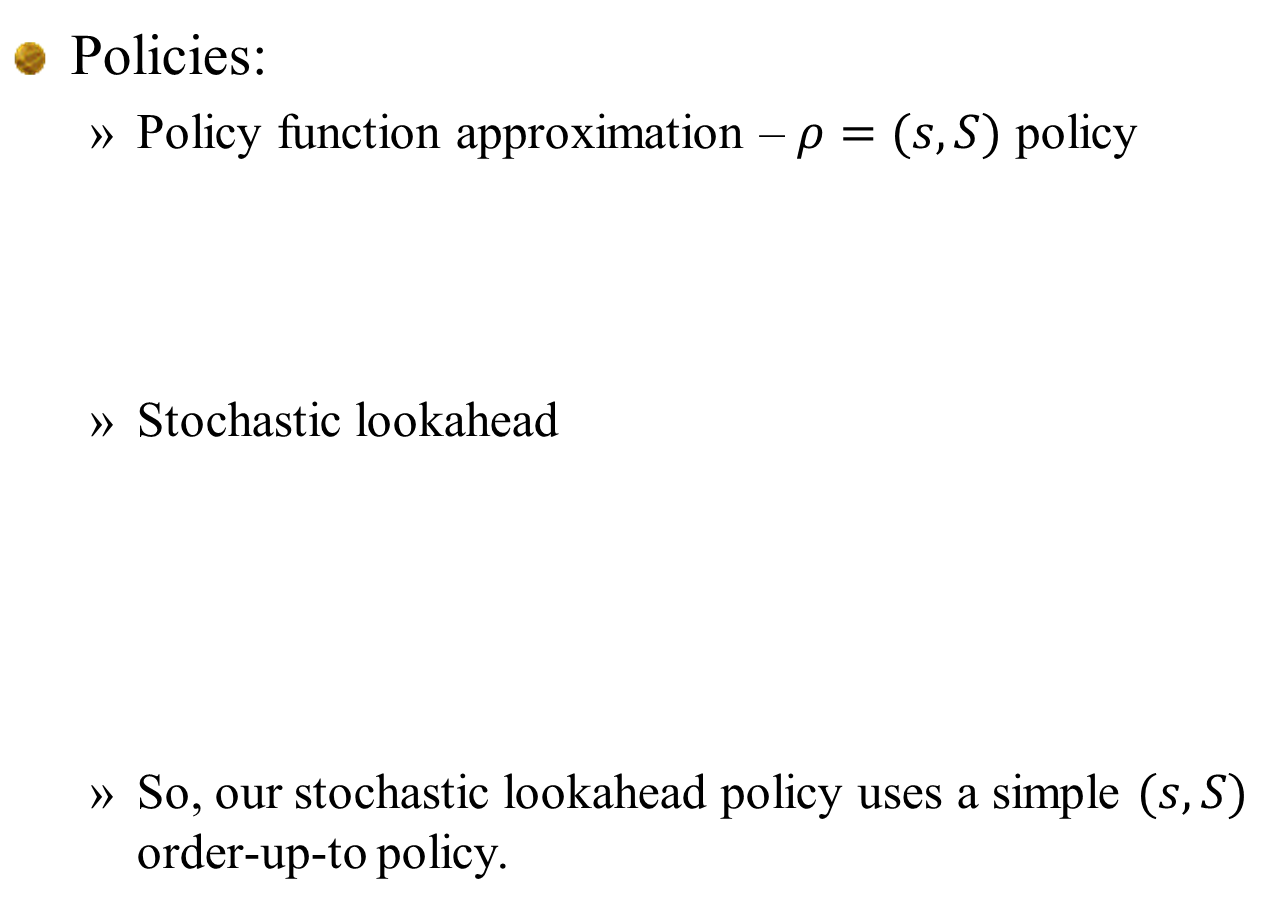 Policies:
» Policy function approximation – ρ = (s, S) policy
» Stochastic lookahead
» So, our stochastic lookahead policy uses a simple (s, S)
order-up-to policy.